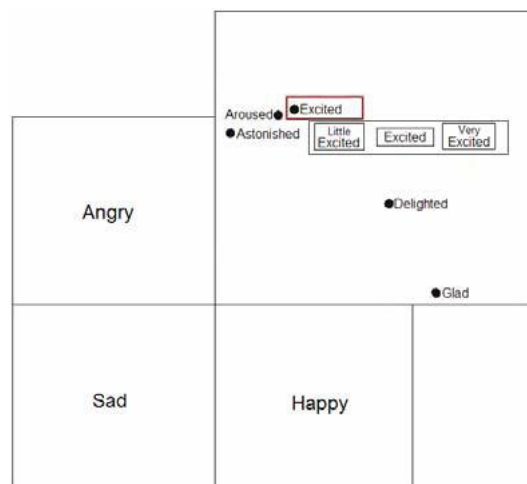 Excited
Aroused
Astonished
Little
Excited
Excited
Very
Excited
Angry
Delighted
Glad
Sad
Happy